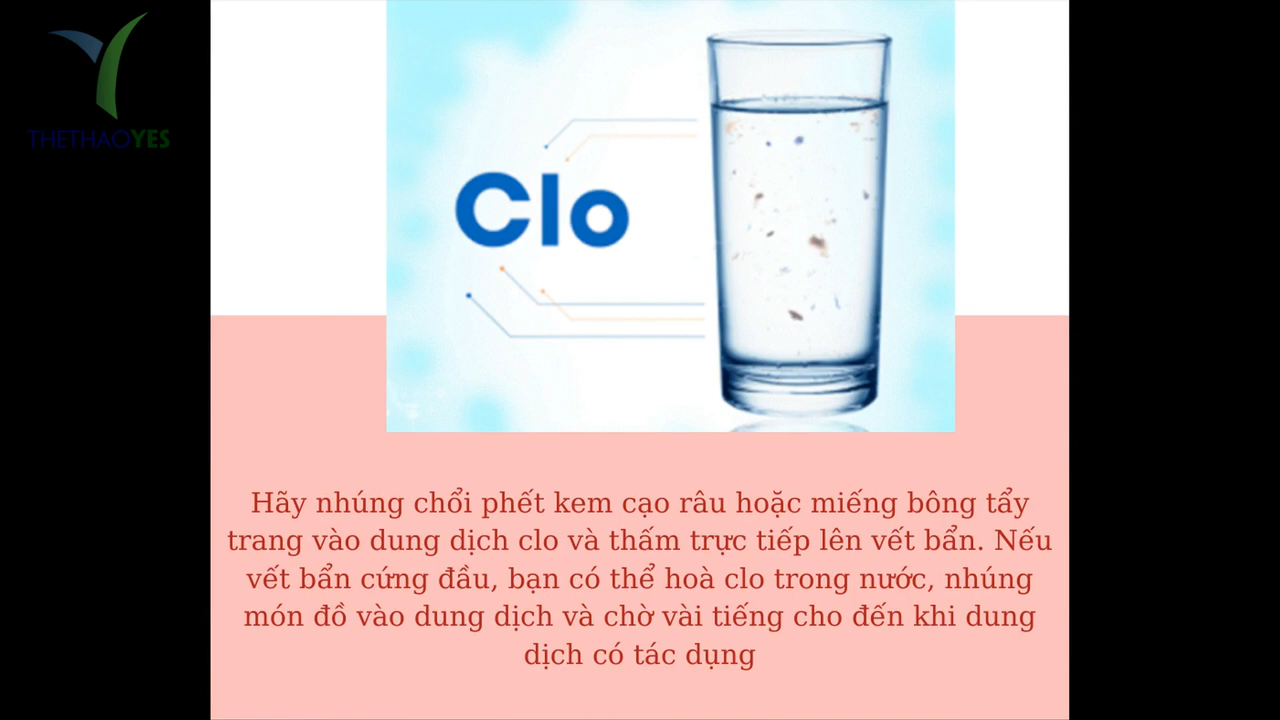 THETHAOYES
Clo
Hãy nhúng chổi phết kem cạo râu hoặc miếng bông tẩy
trang vào dung dịch clo và thấm trực tiếp lên vết bẩn. Nếu
vết bẩn cứng đầu, bạn có thể hoà clo trong nước, nhúng
món đồ vào dung dịch và chờ vài tiếng cho đến khi dung
dịch có tác dụng